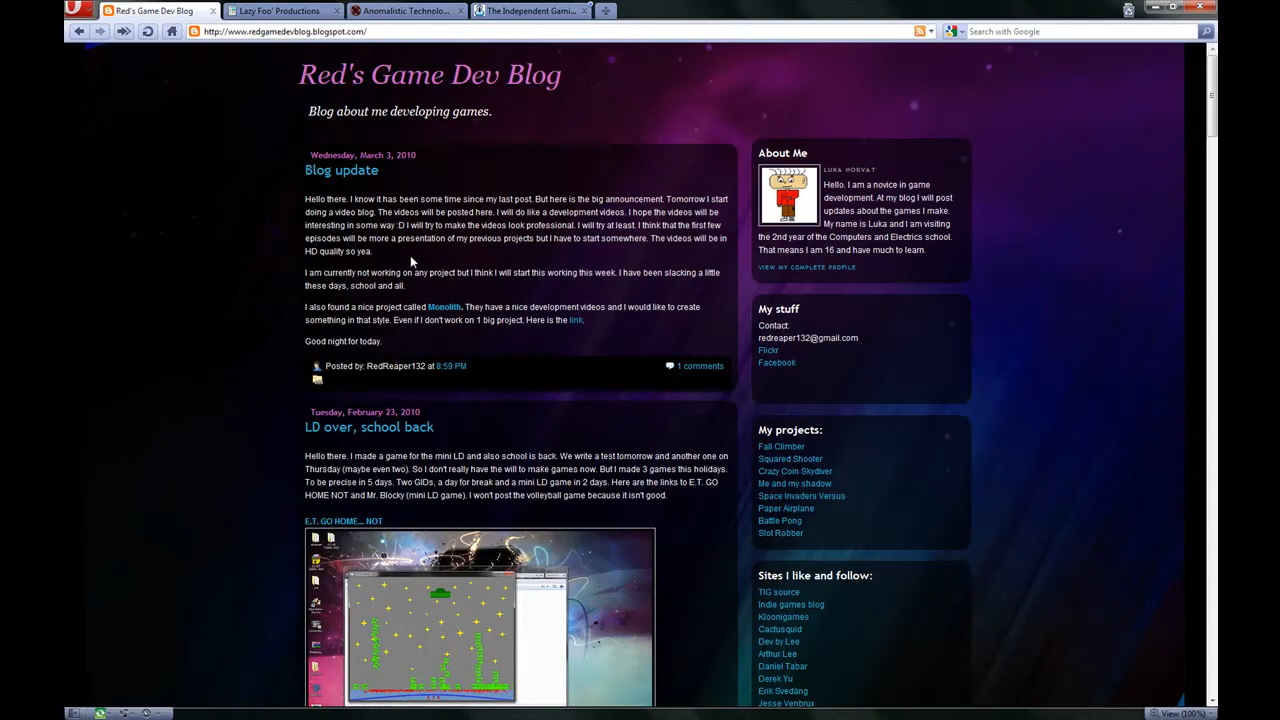 Red's Game Dev Blog
Lazy Foo' Productions
Anomalistic Technolo...
The Independent Gami...
http://www.redgamedevblog.blogspot.com/
Search with Google
Red's Game Dev Blog
Blog about me developing games.
Wednesday, March 3, 2010
Blog update
Hello there. I know it has been some time since my last post. But here is the big announcement. Tomorrow I start
doing a video blog. The videos will be posted here. I will do like a development videos. I hope the videos will be
interesting in some way :D I will try to make the videos look professional. I will try at least. I think that the first few
episodes will be more a presentation of my previous projects but I have to start somewhere. The videos will be in
HD quality so yea.
I am currently not working on any project but I think I will start this working this week. I have been slacking a little
these days, school and all.
I also found a nice project called Monolith. They have a nice development videos and I would like to create
something in that style. Even if I don't work on 1 big project. Here is the link.
Good night for today.
Posted by: RedReaper132 at 8:59 PM
1 comments
Tuesday, February 23, 2010
LD over, school back
Hello there. I made a game for the mini LD and also school is back. We write a test tomorrow and another one on
Thursday (maybe even two). So I don't really have the will to make games now. But I made 3 games this holidays.
To be precise in 5 days. Two GIDs, a day for break and a mini LD game in 2 days. Here are the links to E.T. GO
HOME NOT and Mr. Blocky (mini LD game). I won't post the volleyball game because it isn't good.
E.T. GO HOME... NOT
About Me
LUKA HORVAT
Hello. I am a novice in game
development. At my blog I will post
updates about the games I make.
My name is Luka and I am visiting
the 2nd year of the Computers and Electrics school.
That means I am 16 and have much to learn.
VIEW MY COMPLETE PROFILE
My stuff
Contact:
redreaper132@gmail.com
Flickr
Facebook
My projects:
Fall Climber
Squared Shooter
Crazy Coin Skydiver
Me and my shadow
Space Invaders Versus
Paper Airplane
Battle Pong
Slot Robber
Sites I like and follow:
TIG source
Indie games blog
Kloonigames
Cactusquid
Dev by Lee
Arthur Lee
Daniel Tabar
Derek Yu
Erik Svedäng
Jesse Venbrux
View (100%)